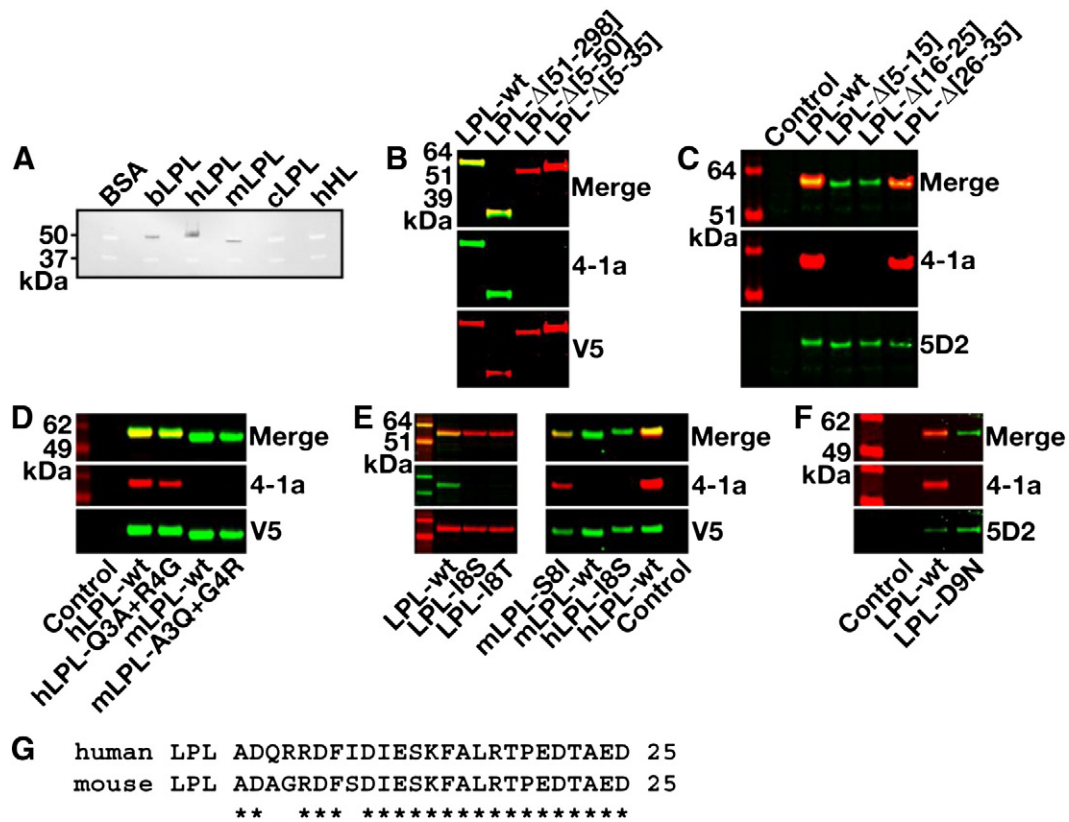 A
BSA
bLPL
hLPL
mLPL
cLPL
hHL
50
37
kDa
B
LPL-wt
LPL-Δ[51-298]
LPL-Δ[5-50]
LPL-Δ[5-35]
64
51
39
kDa
Merge
4-1a
V5
C
Control
LPL-wt
LPL-Δ[5-15]
LPL-Δ[16-25]
LPL-Δ[26-35]
64
51
kDa
Merge
4-1a
5D2
D
62
49
kDa
Merge
4-1a
V5
Control
hLPL-wt
hLPL-Q3A+R4G
mLPL-wt
mLPL-A3Q+G4R
E
64
51
kDa
Merge
4-1a
V5
LPL-wt
LPL-I8S
LPL-I8T
mLPL-S8I
mLPL-wt
hLPL-I8S
hLPL-wt
Control
F
62
49
kDa
Merge
4-1a
5D2
Control
LPL-wt
LPL-D9N
G
human LPL ADQRRDFIDIESKFALRTPEDTAED 25
mouse LPL ADAGRDFSDIESKFALRTPEDTAED 25
** *** *****************